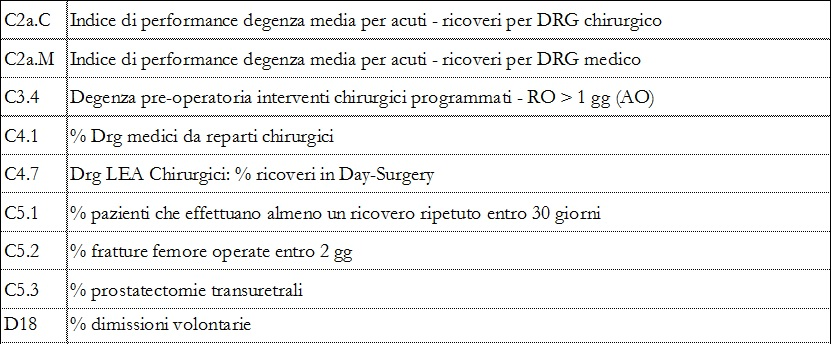 C2a.C Indice di performance degenza media per acuti - ricoveri per DRG chirurgico
C2a.M Indice di performance degenza media per acuti - ricoveri per DRG medico
C3.4 Degenza pre-operatoria interventi chirurgici programmati - RO > 1 gg (AO)
C4.1 % Drg medici da reparti chirurgici
C4.7 Drg LEA Chirurgici: % ricoveri in Day-Surgery
C5.1 % pazienti che effettuano almeno un ricovero ripetuto entro 30 giorni
C5.2 % fratture femore operate entro 2 gg
C5.3 % prostatectomie transuretrali
D18 % dimissioni volontarie